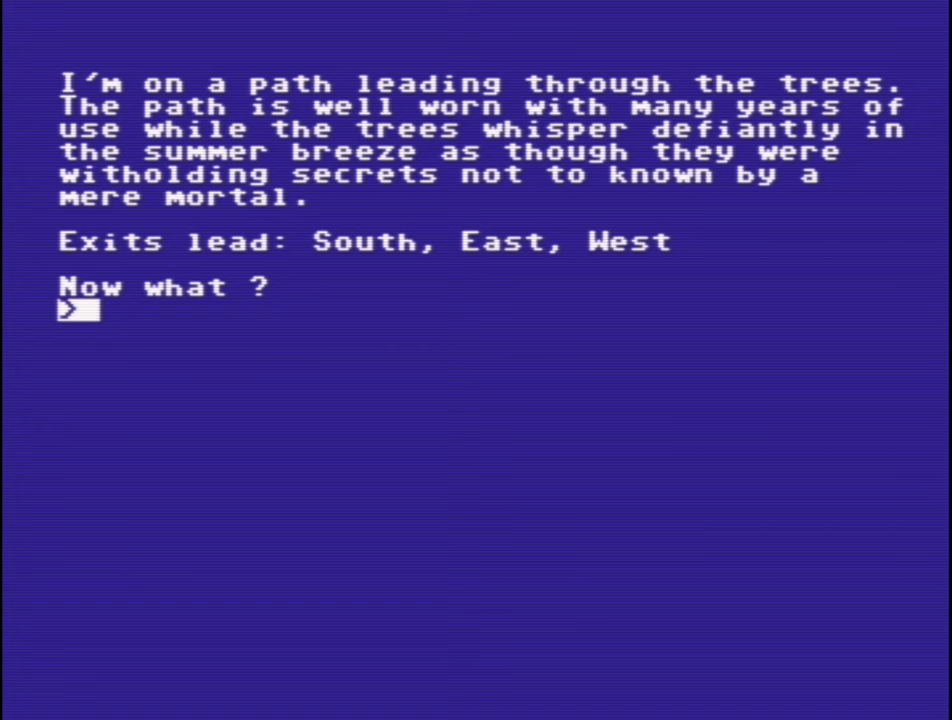 I'm on a path leading through the trees.
The path is well worn with many years of
use while the trees whisper defiantly in
the summer breeze as though they were
witholding secrets not to known by a
mere mortal.
Exits lead: South, East, West
Now what ?
>